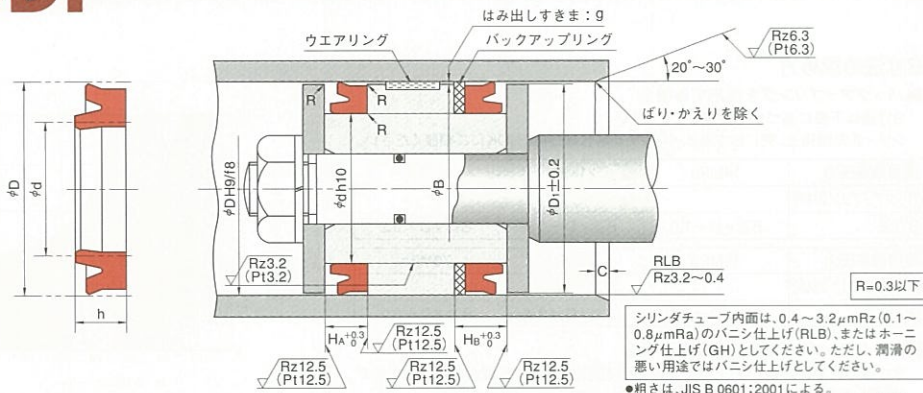 はみ出しすきま：g
ウエアリング
バックアップリング
Rz6.3
(Pt6.3)
20°～30°
ばり・かえりを除く
R
R
R
φD
φd
h
φDH9/f8
φdh10
φB
φD₁±0.2
Rz3.2
(Pt3.2)
C
RLB
Rz3.2～0.4
R=0.3以下
HA+0.3 0
Rz12.5
(Pt12.5)
HB+0.3 0
Rz12.5
(Pt12.5)
Rz12.5
(Pt12.5)
Rz12.5
(Pt12.5)
シリンダチューブ内面は、0.4～3.2μmRz(0.1～
0.8μmRa)のバニシ仕上げ(RLB)、またはホーニ
ング仕上げ(GH)としてください。ただし、潤滑の
悪い用途ではバニシ仕上げとしてください。
●粗さは、JIS B 0601:2001による。